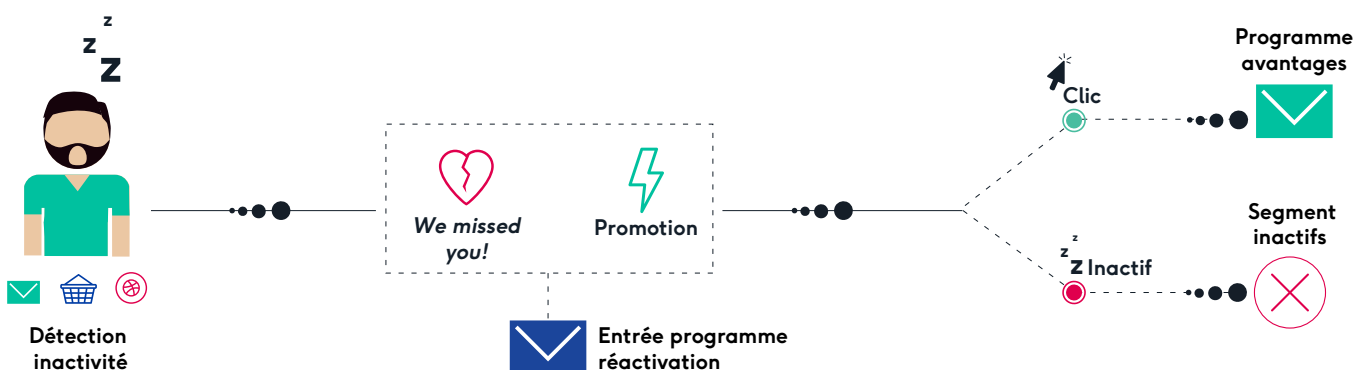 z
z
z
Détection
inactivité
We missed
you!
Promotion
Entrée programme
réactivation
Clic
Programme
avantages
z
z
z Inactif
Segment
inactifs